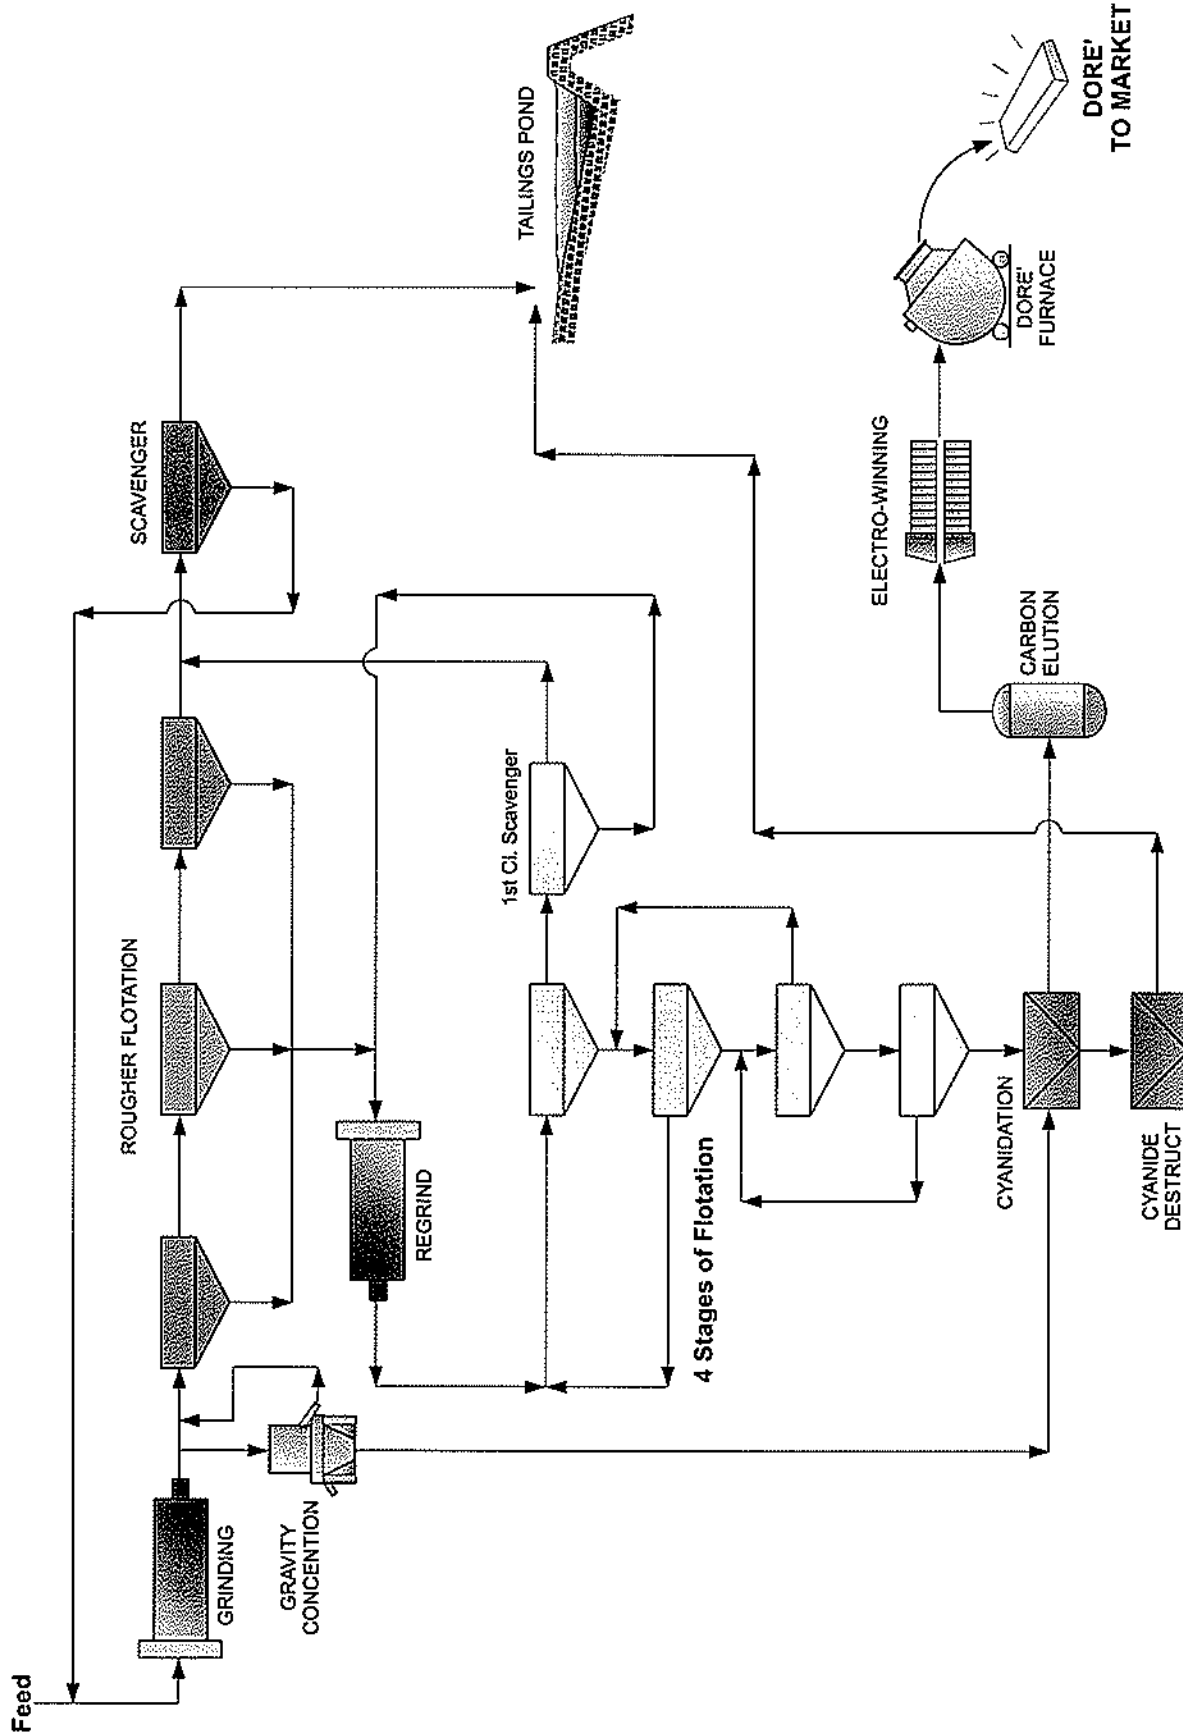 Feed
GRINDING
GRAVITY
CONCENTION
ROUGHER FLOTATION
SCAVENGER
REGRIND
1st Cl. Scavenger
4 Stages of Flotation
TAILINGS POND
CYANIDATION
CYANIDE
DESTRUCT
CARBON
ELUTION
ELECTRO-WINNING
DORE'
FURNACE
DORE'
TO MARKET